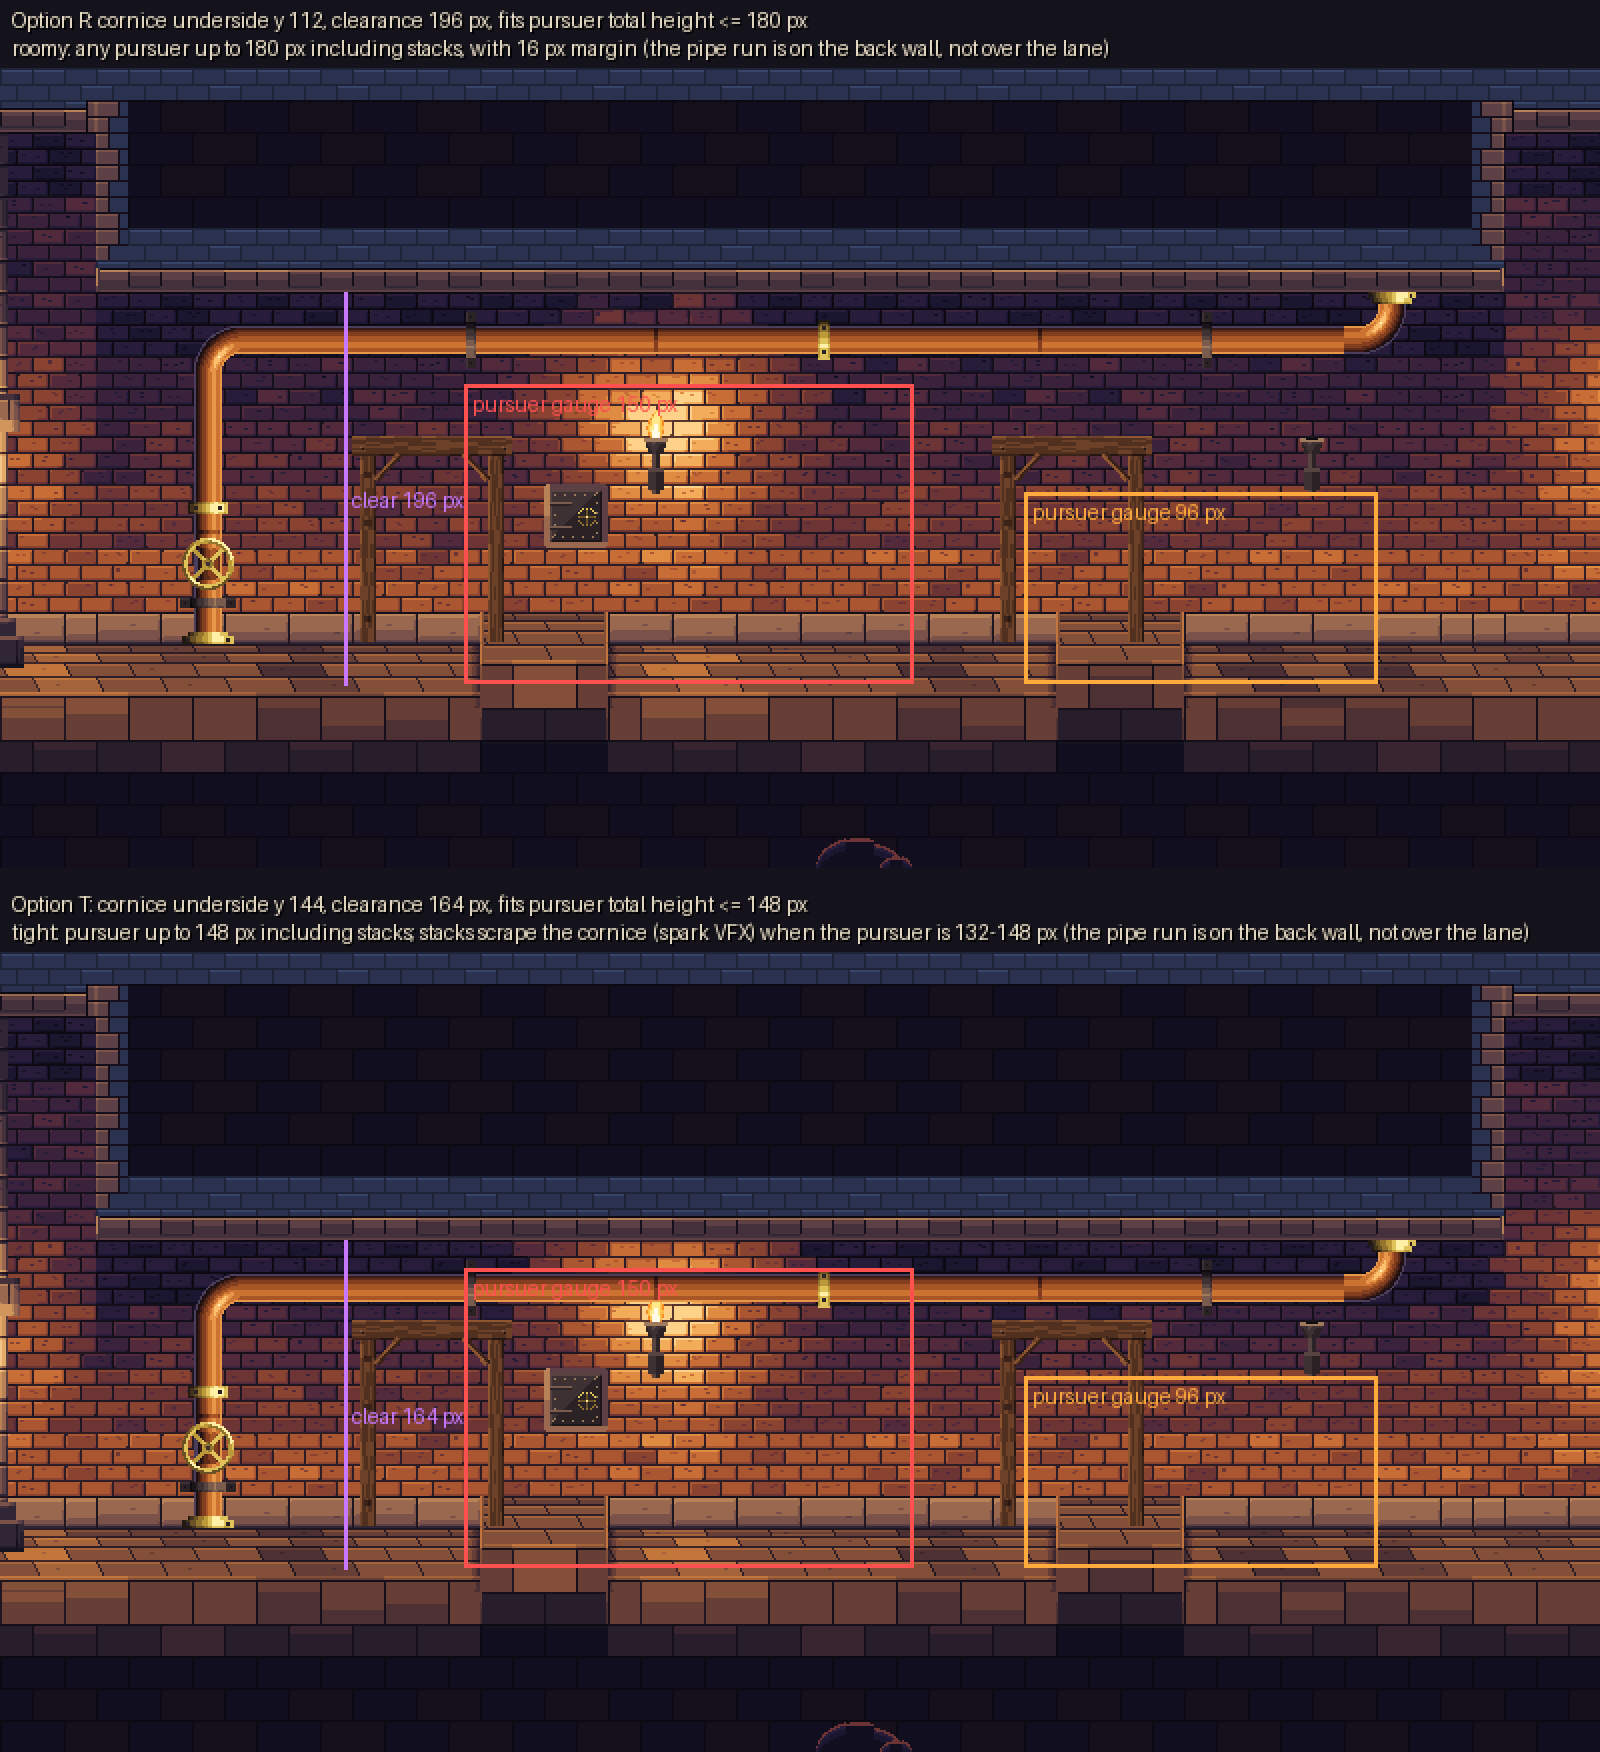 Option R: cornice underside y 112, clearance 196 px, fits pursuer total height <= 180 px
roomy: any pursuer up to 180 px including stacks, with 16 px margin (the pipe run is on the back wall, not over the lane)
pursuer gauge 150 px
clear 196 px
pursuer gauge 96 px
Option T: cornice underside y 144, clearance 164 px, fits pursuer total height <= 148 px
tight: pursuer up to 148 px including stacks; stacks scrape the cornice (spark VFX) when the pursuer is 132-148 px (the pipe run is on the back wall, not over the lane)
pursuer gauge 150 px
clear 164 px
pursuer gauge 96 px